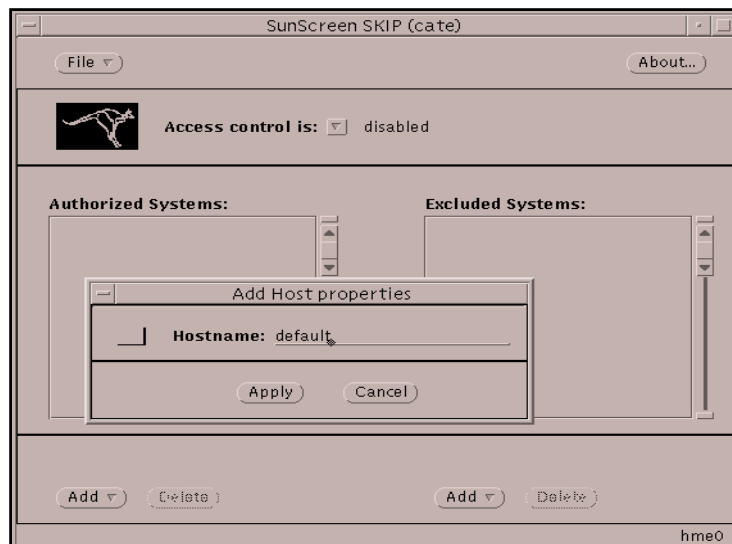 SunScreen SKIP (cate)
File
About...
Access control is: disabled
Authorized Systems:
Excluded Systems:
Add Host properties
Hostname: default
Apply
Cancel
Add
Delete
Add
Delete
hme0